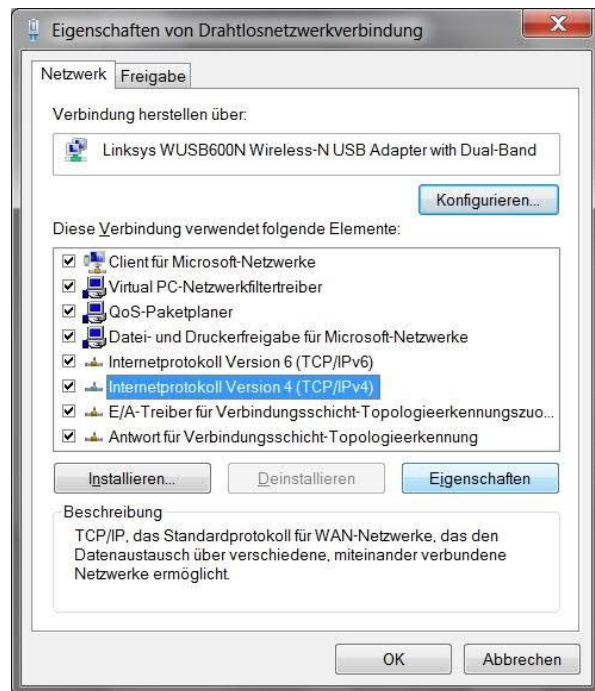 Eigenschaften von Drahtlosnetzwerkverbindung
Netzwerk Freigabe
Verbindung herstellen über:
Linksys WUSB600N Wireless-N USB Adapter with Dual-Band
Konfigurieren...
Diese Verbindung verwendet folgende Elemente:
Client für Microsoft-Netzwerke
Virtual PC-Netzwerkfiltertreiber
QoS-Paketplaner
Datei- und Druckerfreigabe für Microsoft-Netzwerke
Internetprotokoll Version 6 (TCP/IPv6)
Internetprotokoll Version 4 (TCP/IPv4)
E/A-Treiber für Verbindungsschicht-Topologieerkennungszuo...
Antwort für Verbindungsschicht-Topologieerkennung
Installieren... Deinstallieren Eigenschaften
Beschreibung
TCP/IP, das Standardprotokoll für WAN-Netzwerke, das den
Datenaustausch über verschiedene, miteinander verbundene
Netzwerke ermöglicht.
OK Abbrechen